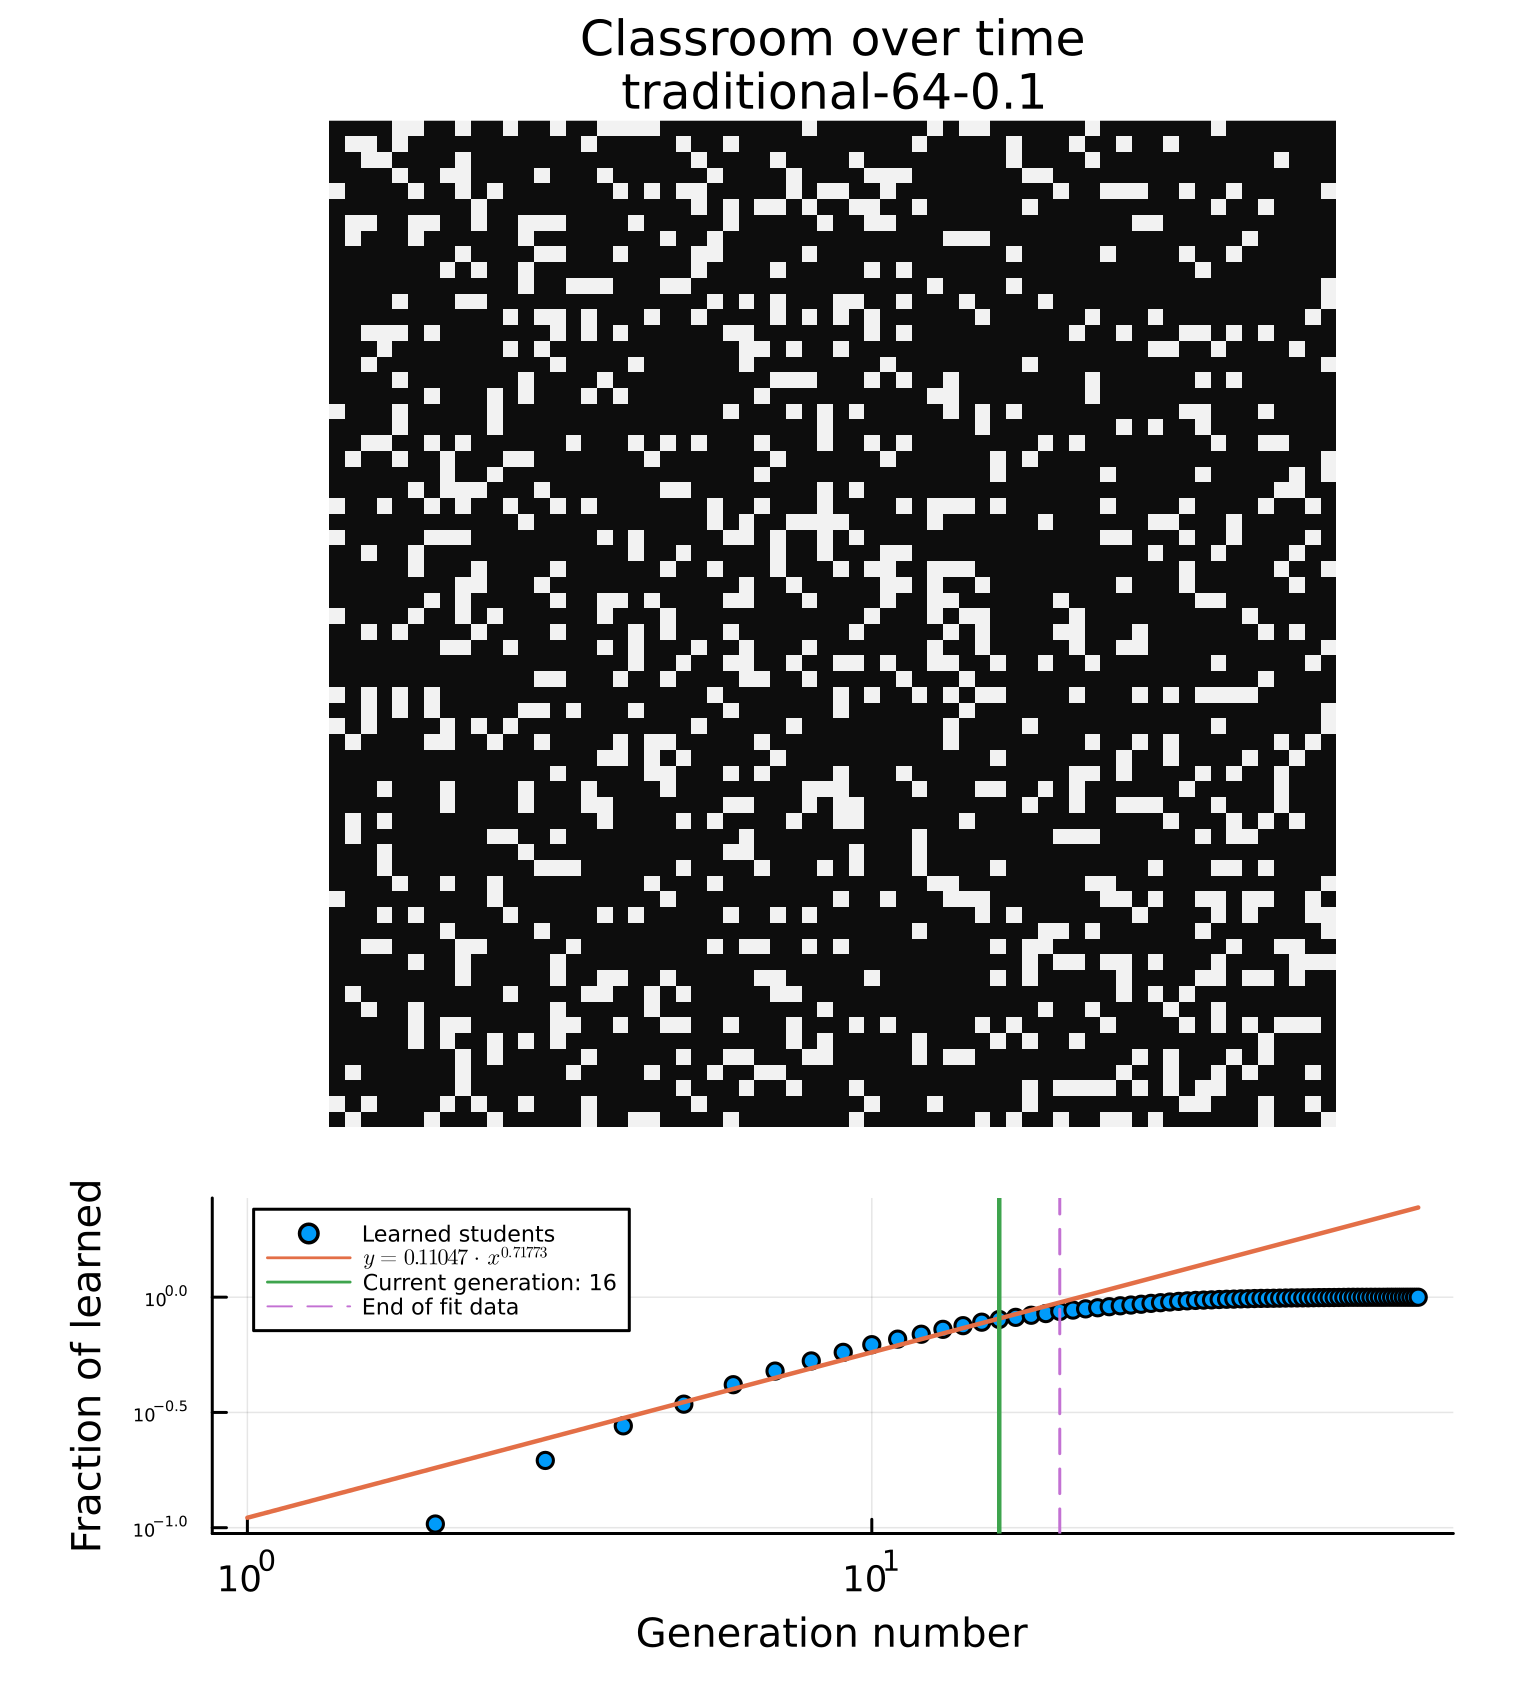 Classroom over time
traditional-64-0.1
Fraction of learned
Learned students
y = 0.11047 · x^0.71773
Current generation: 16
End of fit data
10^0.0
10^−0.5
10^−1.0
10^0
10^1
Generation number